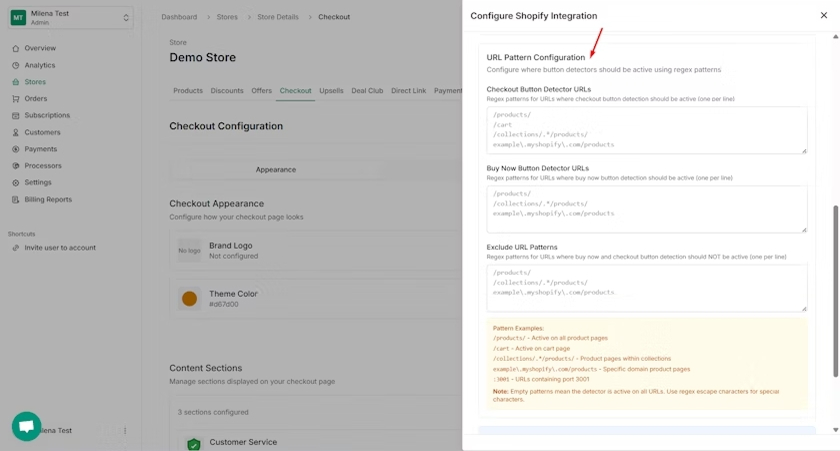 MT
Milena Test
Admin
Overview
Analytics
Stores
Orders
Subscriptions
Customers
Payments
Processors
Settings
Billing Reports
Shortcuts
Invite user to account
lena Test
Dashboard > Stores > Store Details > Checkout
Store
Demo Store
Products Discounts Offers Checkout Upsells Deal Club Direct Link Payment
Checkout Configuration
Appearance
Checkout Appearance
Configure how your checkout page looks
No logo
Brand Logo
Not configured
Theme Color
#a67d00
Content Sections
Manage sections displayed on your checkout page
3 sections configured
Customer Service
Configure Shopify Integration
URL Pattern Configuration
Configure where button detectors should be active using regex patterns
Checkout Button Detector URLs
Regex patterns for URLs where checkout button detection should be active (one per line)
/products/
/cart
/collections/.*/products/
example\.myshopify\.com/products
Buy Now Button Detector URLs
Regex patterns for URLs where buy now button detection should be active (one per line)
/products/
/collections/.*/products/
example\.myshopify\.com/products
Exclude URL Patterns
Regex patterns for URLs where buy now and checkout button detection should NOT be active (one per line)
/products/
/collections/.*/products/
example\.myshopify\.com/products
Pattern Examples:
/products/ - Active on all product pages
/cart - Active on cart page
/collections/.*/products/ - Product pages within collections
example\.myshopify\.com/products - Specific domain product pages
:3001 - URLs containing port 3001
Note: Empty patterns mean the detector is active on all URLs. Use regex escape characters for special
characters.